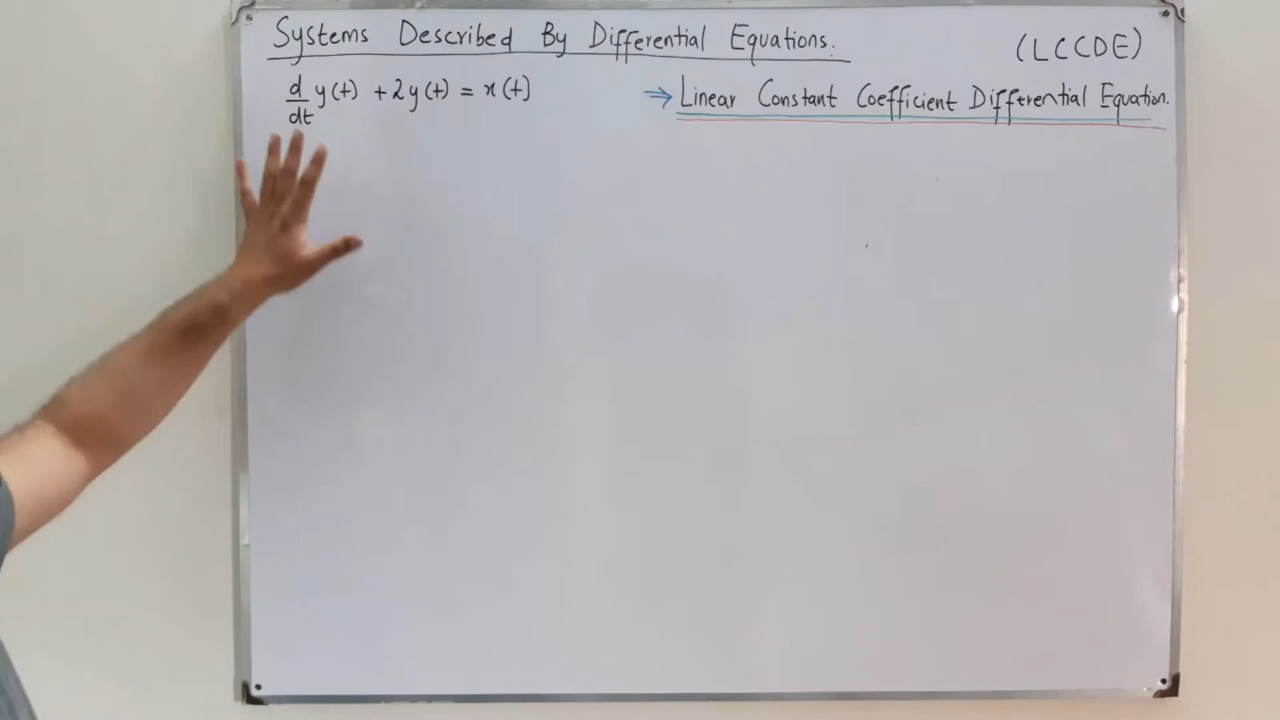 Systems Described By Differential Equations.
(LCCDE)
d/dt y(t) + 2y(t) = x(t)
⇒ Linear Constant Coefficient Differential Equation.